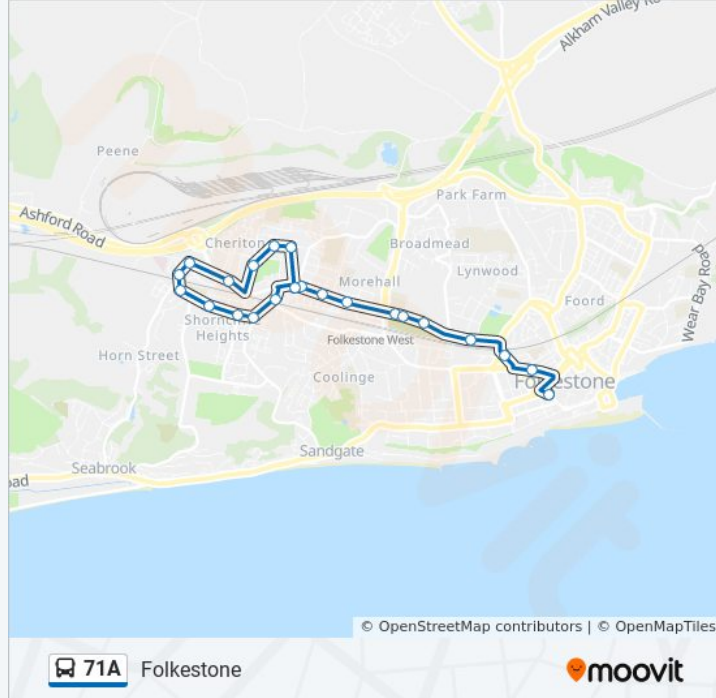 Alkham Valley Ro
Peene
Park Farm
Ashford Road
Cheriton
Broadmead
Wear Bay Road
Lynwood
Morehall
Foord
Shorncliffe
Heights
Folkestone West
Horn Street
Coolinge
Folkestone
Sandgate
Seabrook
oad
© OpenStreetMap contributors | © OpenMapTiles
71A Folkestone
moovit